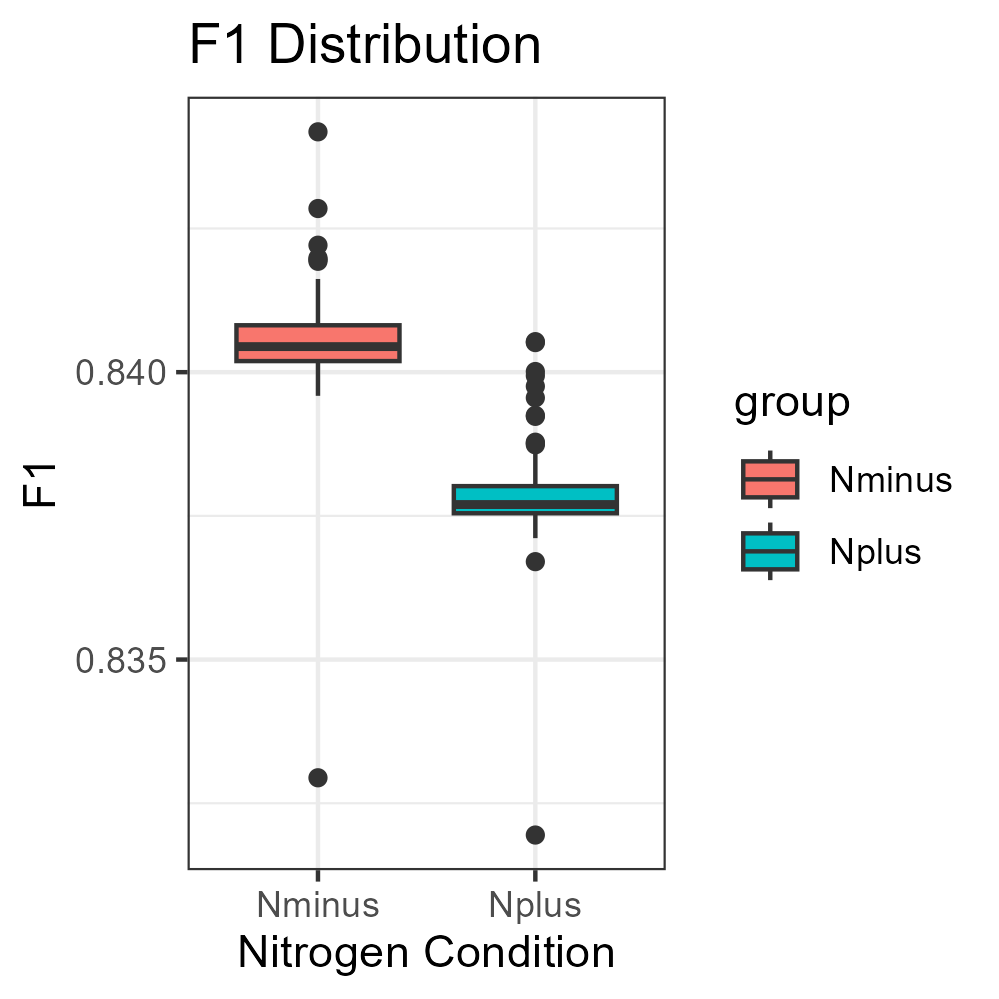 F1 Distribution
F1
0.840
0.835
Nminus
Nplus
Nitrogen Condition
group
Nminus
Nplus